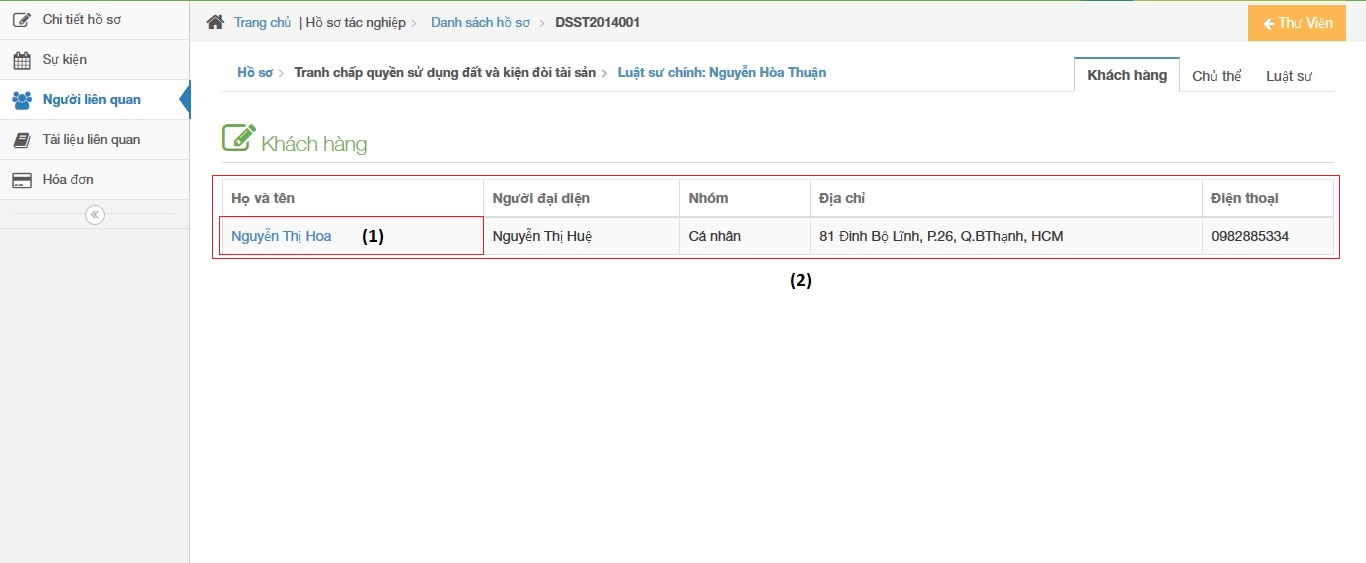 Chi tiết hồ sơ
Sự kiện
Người liên quan
Tài liệu liên quan
Hóa đơn
Trang chủ | Hồ sơ tác nghiệp > Danh sách hồ sơ > DSST2014001
Thư Viện
Hồ sơ > Tranh chấp quyền sử dụng đất và kiện đòi tài sản > Luật sư chính: Nguyễn Hòa Thuận
Khách hàng Chủ thể Luật sư
Khách hàng
Họ và tên Người đại diện Nhóm Địa chỉ Điện thoại
Nguyễn Thị Hoa (1) Nguyễn Thị Huệ Cá nhân 81 Đinh Bộ Lĩnh, P.26, Q.BThạnh, HCM 0982885334
(2)